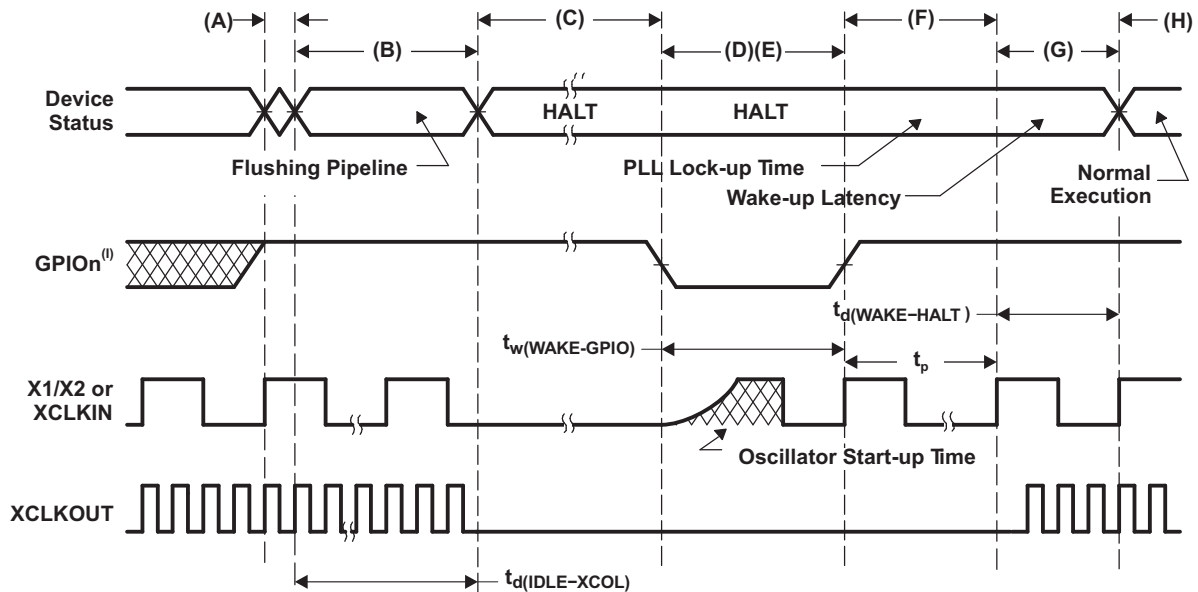 (A)
(C)
(F)
(H)
(B)
(D)(E)
(G)
Device
Status
HALT
HALT
Flushing Pipeline
PLL Lock-up Time
Wake-up Latency
Normal
Execution
GPIOn(I)
td(WAKE−HALT )
tw(WAKE-GPIO)
tp
X1/X2 or
XCLKIN
Oscillator Start-up Time
XCLKOUT
td(IDLE−XCOL)